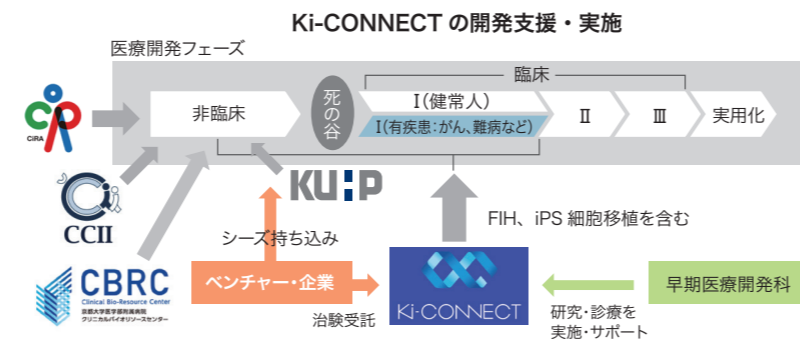 Ki-CONNECT の開発支援・実施
医療開発フェーズ
臨床
非臨床
死の谷
Ⅰ(健常人)
Ⅰ(有疾患:がん、難病など)
Ⅱ
Ⅲ
実用化
CiRA
CCII
KUHP
FIH、iPS 細胞移植を含む
シーズ持ち込み
CBRC
Clinical Bio-Resource Center
京都大学医学部附属病院
クリニカルバイオリソースセンター
ベンチャー・企業
治験受託
Ki-CONNECT
研究・診療を
実施・サポート
早期医療開発科